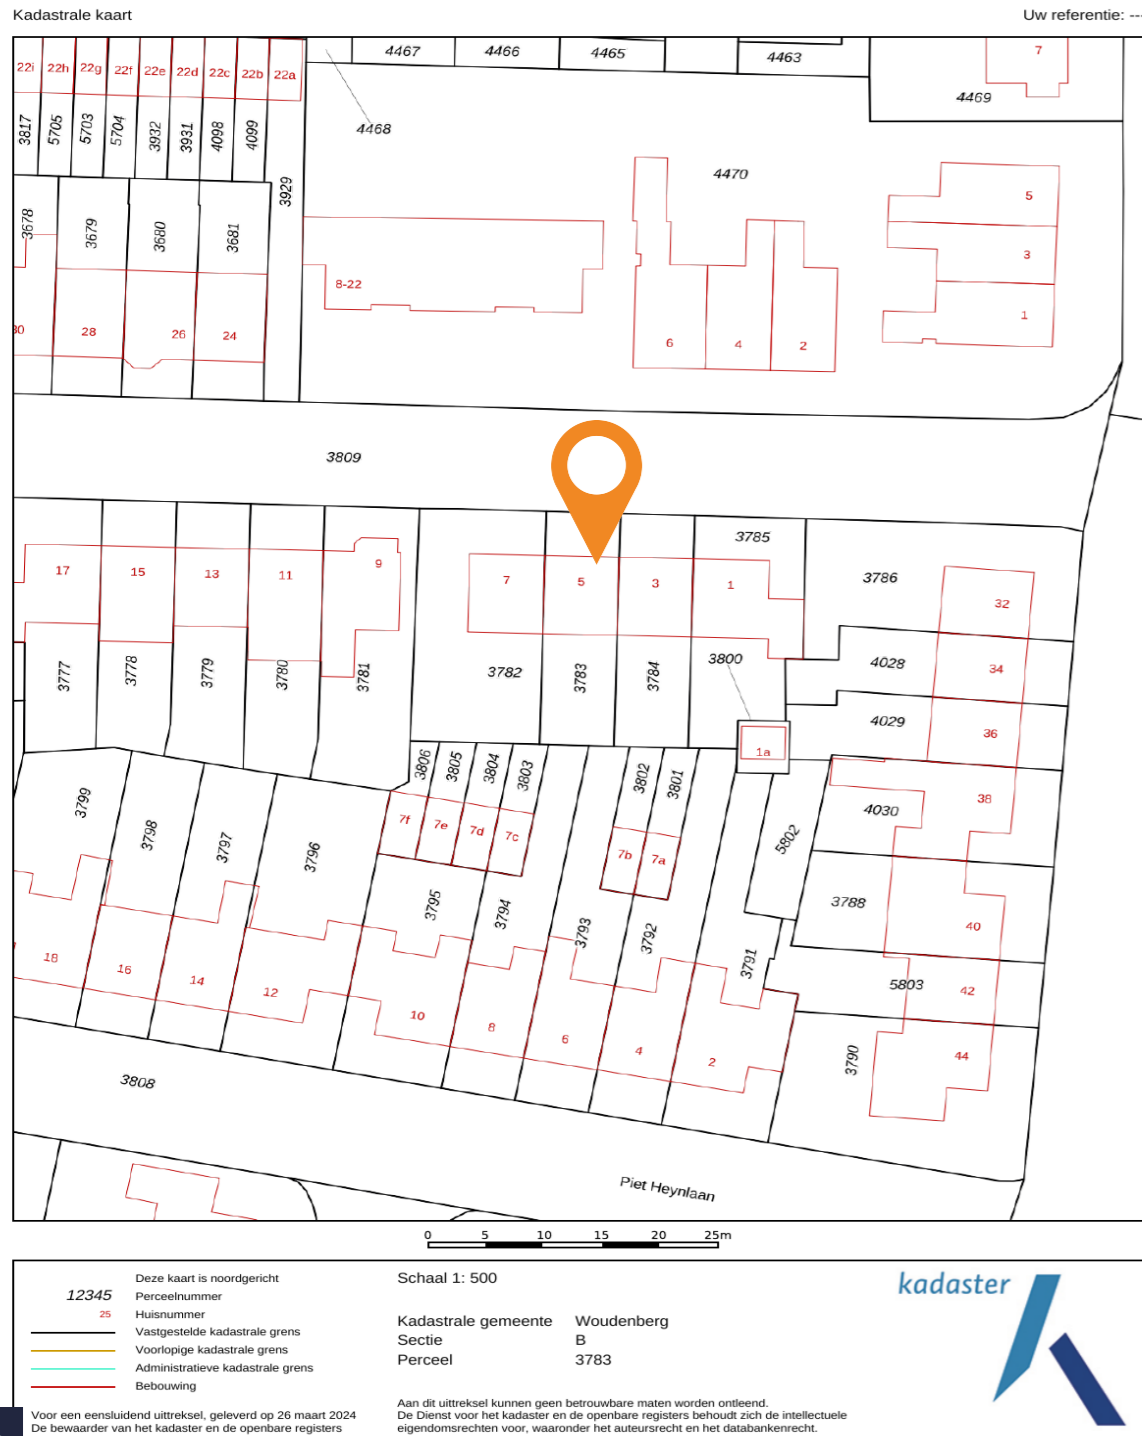 Kadastrale kaart
Uw referentie: --
4467
4466
4465
4463
7
4469
22i
22h
22g
22f
22e
22d
22c
22b
22a
4468
3817
5705
5703
5704
3932
3931
4098
4099
3929
4470
5
3
1
3678
3679
3680
3681
8-22
30
28
26
24
6
4
2
3809
3785
17
15
13
11
9
7
5
3
1
3786
32
3777
3778
3779
3780
3781
3782
3783
3784
3800
4028
34
4029
36
1a
3806
3805
3804
3803
3802
3801
3799
3798
3797
3796
7f
7e
7d
7c
7b
7a
5802
4030
38
3795
3794
3793
3792
3791
3788
40
18
16
14
12
10
8
6
4
2
5803
42
3790
44
3808
Piet Heynlaan
0 5 10 15 20 25m
Deze kaart is noordgericht
12345 Perceelnummer
25 Huisnummer
Vastgestelde kadastrale grens
Voorlopige kadastrale grens
Administratieve kadastrale grens
Bebouwing
Voor een eensluidend uittreksel, geleverd op 26 maart 2024
De bewaarder van het kadaster en de openbare registers
Schaal 1: 500
Kadastrale gemeente Woudenberg
Sectie B
Perceel 3783
Aan dit uittreksel kunnen geen betrouwbare maten worden ontleend.
De Dienst voor het kadaster en de openbare registers behoudt zich de intellectuele
eigendomsrechten voor, waaronder het auteursrecht en het databankenrecht.
kadaster